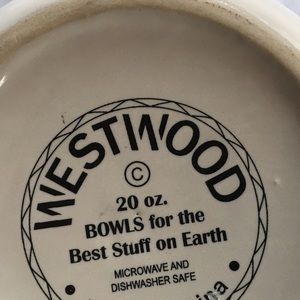 WESTWOOD
©
20 oz.
BOWLS for the
Best Stuff on Earth
MICROWAVE AND
DISHWASHER SAFE